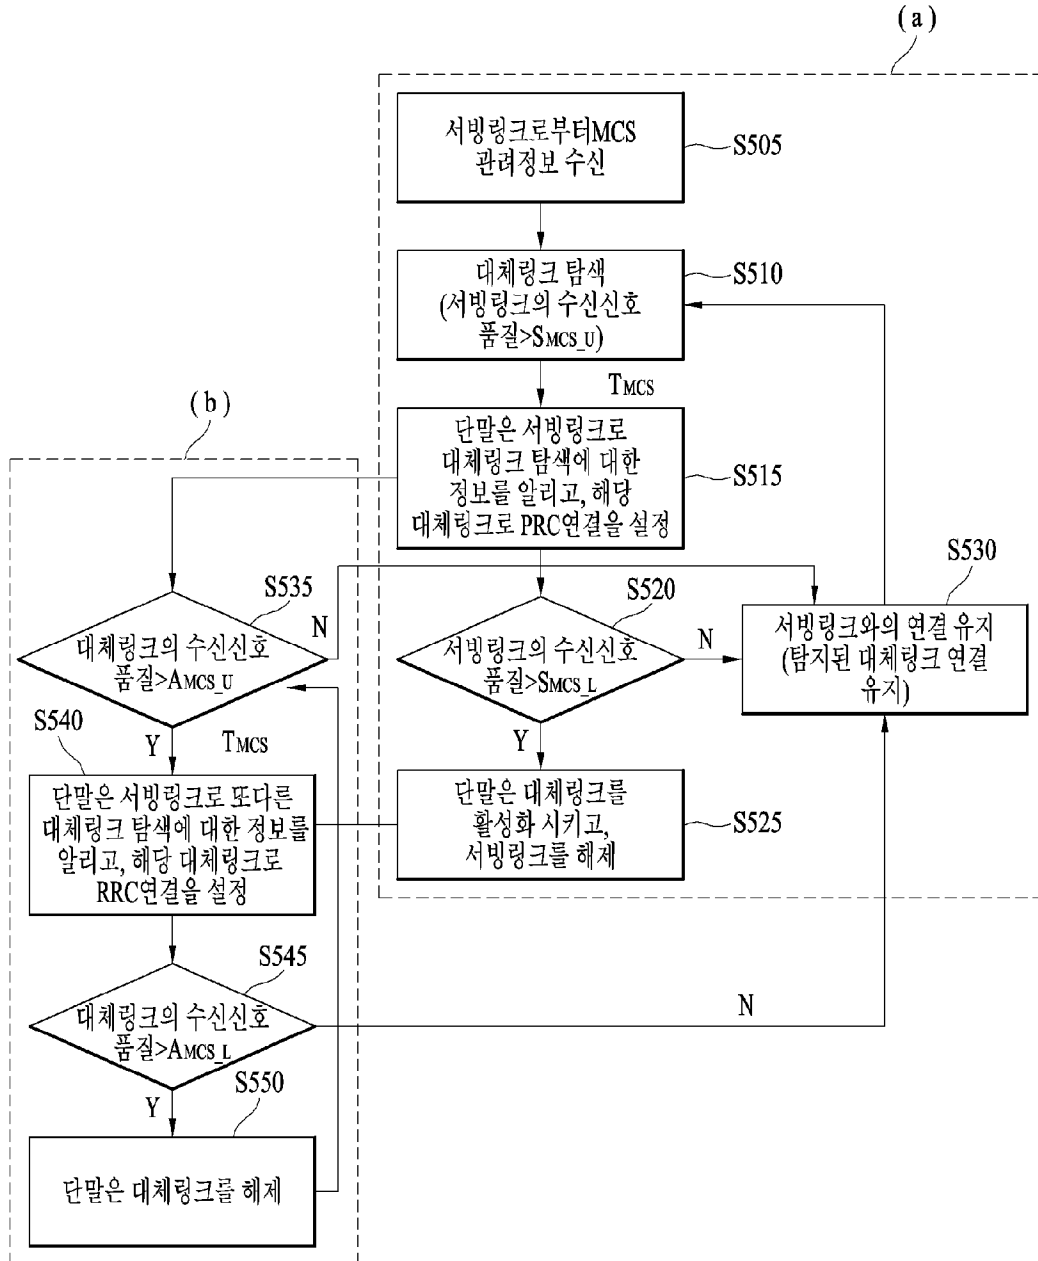 (a)
서빙링크로부터MCS
관려정보 수신
S505
대체링크 탐색
(서빙링크의 수신신호
품질>SMCS_U)
S510
TMCS
단말은 서빙링크로
대체링크 탐색에 대한
정보를 알리고, 해당
대체링크로 PRC연결을 설정
S515
서빙링크의 수신신호
품질>SMCS_L
S520
N
Y
서빙링크와의 연결 유지
(탐지된 대체링크 연결
유지)
S530
단말은 대체링크를
활성화 시키고,
서빙링크를 해제
S525
(b)
대체링크의 수신신호
품질>AMCS_U
S535
N
Y
TMCS
S540
단말은 서빙링크로 또다른
대체링크 탐색에 대한 정보를
알리고, 해당 대체링크로
RRC연결을 설정
대체링크의 수신신호
품질>AMCS_L
S545
N
Y
S550
단말은 대체링크를 해제